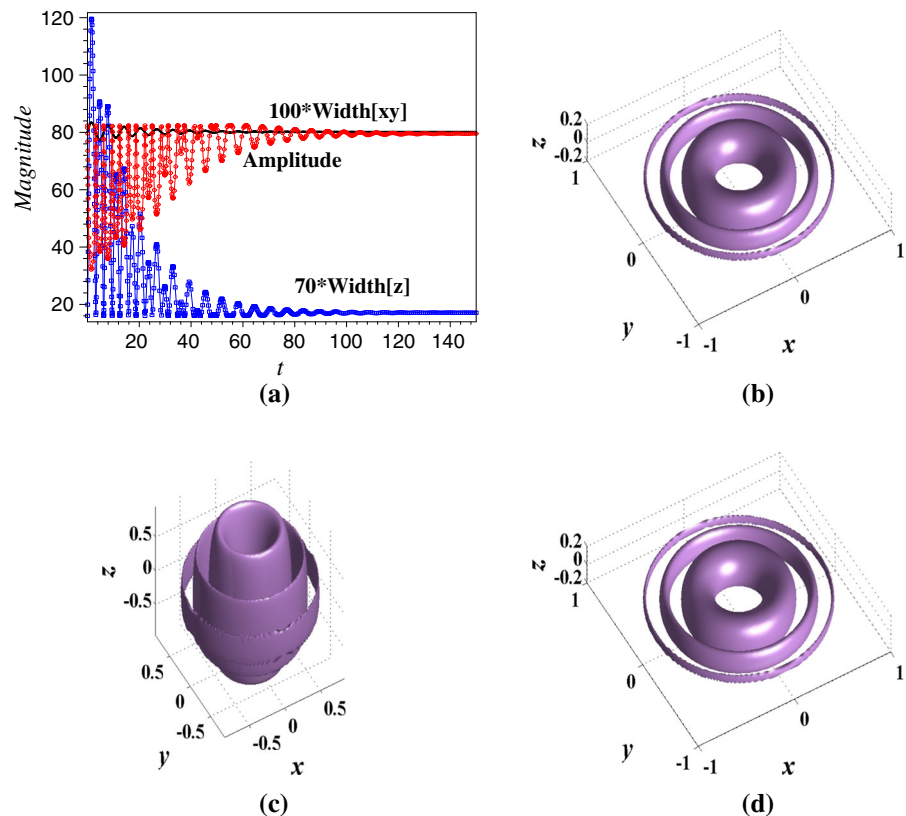 120
100
80
60
40
20
Magnitude
100*Width[xy]
Amplitude
70*Width[z]
20 40 60 80 100 120 140
t
(a)
0.2
0
-0.2
z
1
0
-1
y
-1
0
1
x
(b)
0.5
0
-0.5
z
0.5
0
-0.5
y
-0.5
0
0.5
x
(c)
0.2
0
-0.2
z
1
0
-1
y
-1
0
1
x
(d)